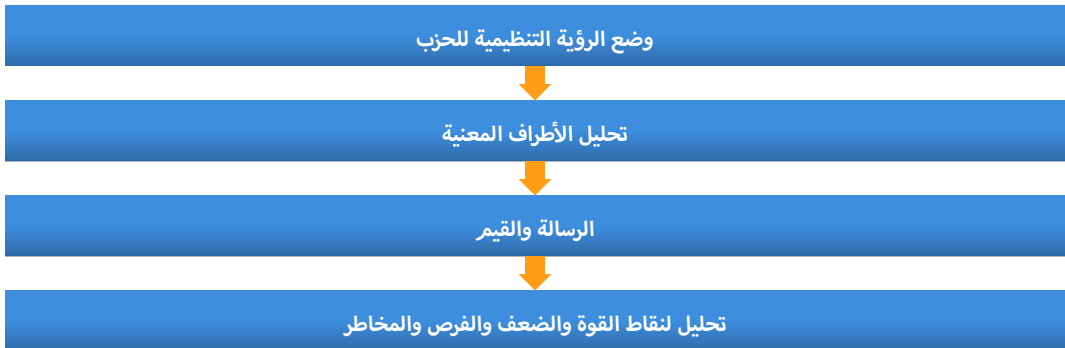 وضع الرؤية التنظيمية للحزب
تحليل الأطراف المعنية
الرسالة والقيم
تحليل لنقاط القوة والضعف والفرص والمخاطر